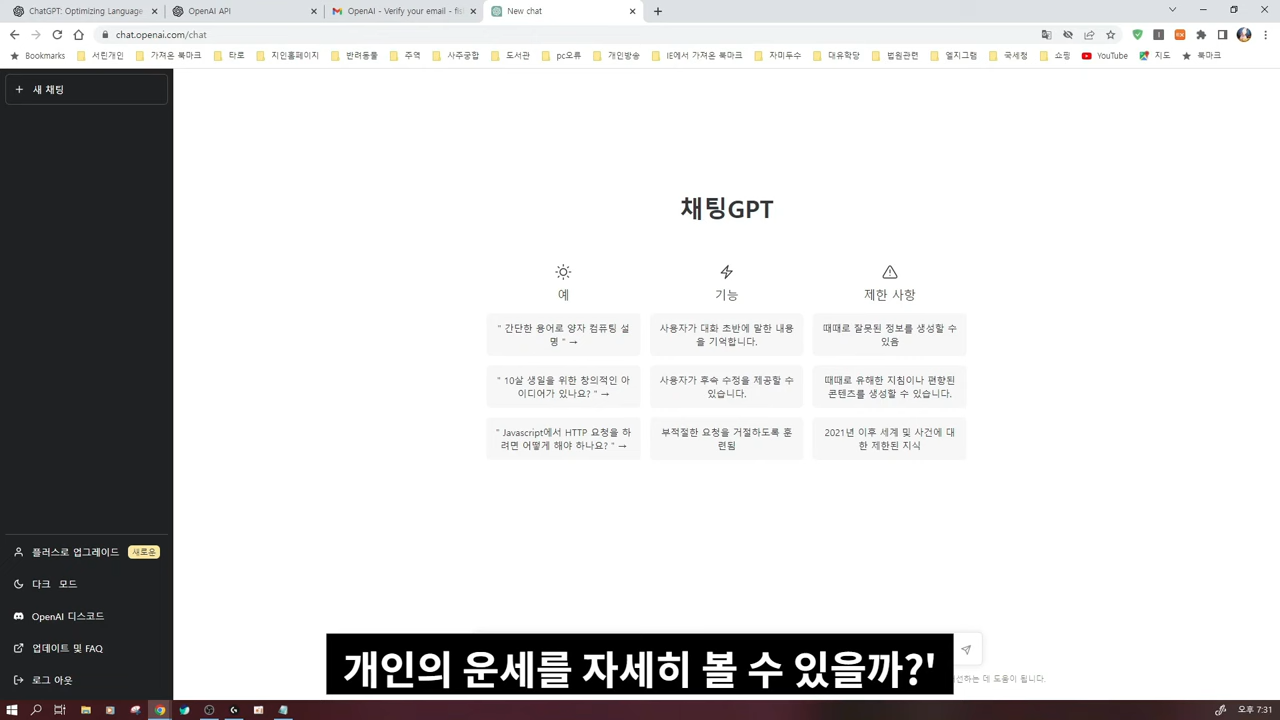 ChatGPT: Optimizing Language
OpenAI API
OpenAI - Verify your email - fis
New chat
chat.openai.com/chat
Bookmarks
서린개인
가져온 북마크
타로
지인홈페이지
반려동물
주역
사주궁합
도서관
pc오류
개인방송
IE에서 가져온 북마크
자미두수
대유학당
법원관련
엘지그램
국세청
쇼핑
YouTube
지도
북마크
+ 새 채팅
채팅GPT
예
기능
제한 사항
" 간단한 용어로 양자 컴퓨팅 설
명 " →
사용자가 대화 초반에 말한 내용
을 기억합니다.
때때로 잘못된 정보를 생성할 수
있음
" 10살 생일을 위한 창의적인 아
이디어가 있나요? " →
사용자가 후속 수정을 제공할 수
있습니다.
때때로 유해한 지침이나 편향된
콘텐츠를 생성할 수 있습니다.
" Javascript에서 HTTP 요청을 하
려면 어떻게 해야 하나요? " →
부적절한 요청을 거절하도록 훈
련됨
2021년 이후 세계 및 사건에 대
한 제한된 지식
플러스로 업그레이드 새로운
다크 모드
OpenAI 디스코드
업데이트 및 FAQ
로그 아웃
개인의 운세를 자세히 볼 수 있을까?'
선하는 데 도움이 됩니다.
오후 7:31